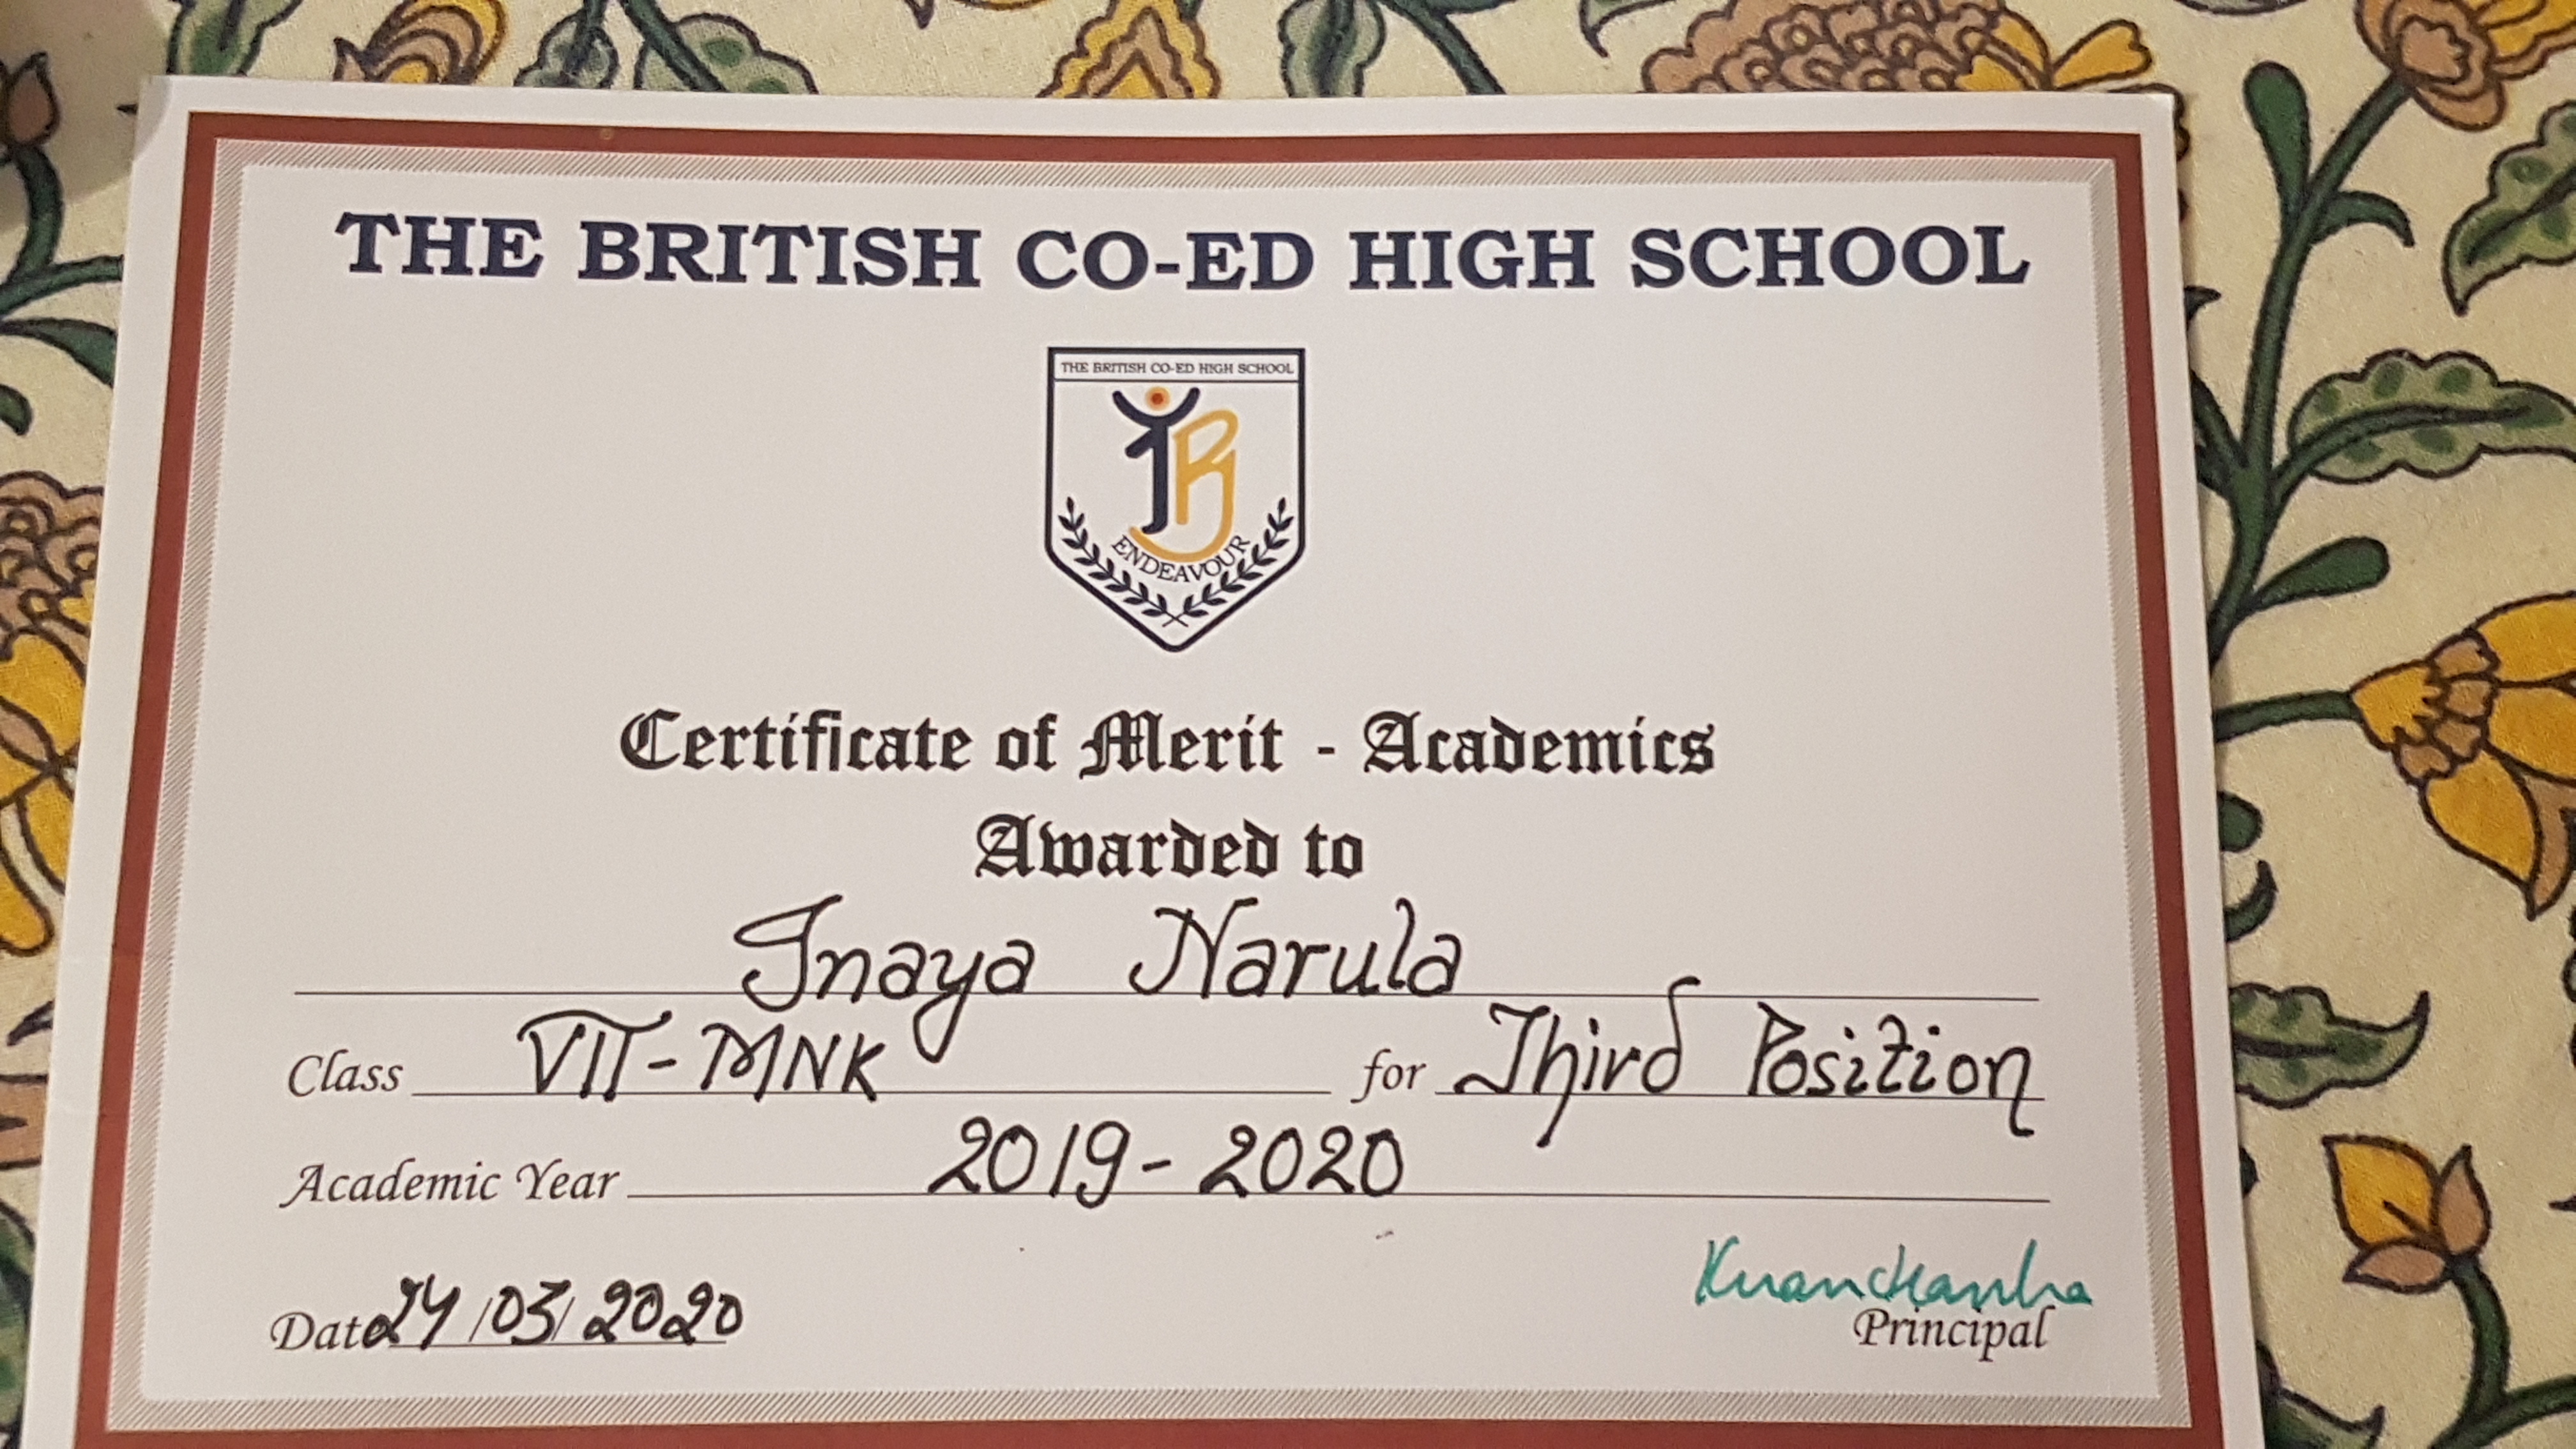 THE BRITISH CO-ED HIGH SCHOOL
THE BRITISH CO-ED HIGH SCHOOL
ENDEAVOUR
Certificate of Merit - Academics
Awarded to
Inaya Narula
Class VII-MNK for Third Position
Academic Year 2019-2020
Date 24/03/2020
Principal